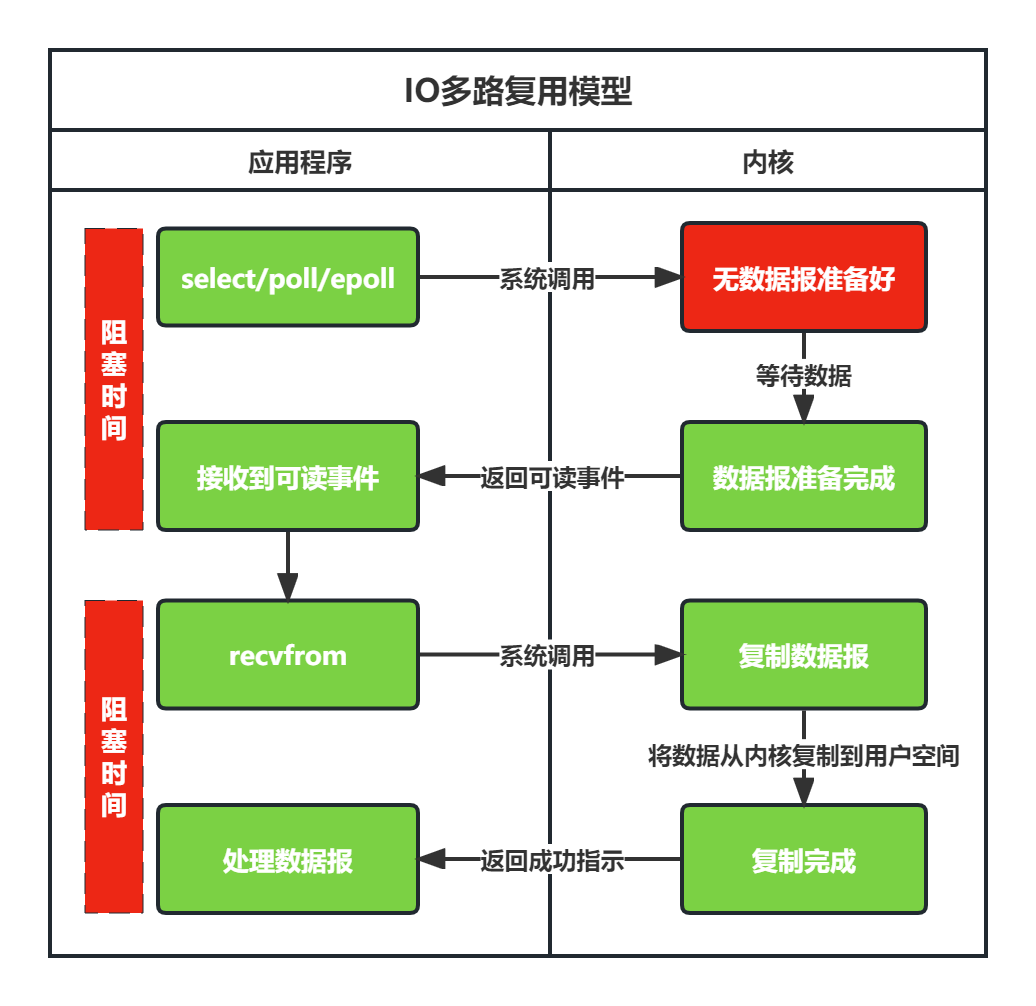 IO多路复用模型
应用程序
内核
阻塞时间
select/poll/epoll
系统调用
无数据报准备好
等待数据
接收到可读事件
返回可读事件
数据报准备完成
阻塞时间
recvfrom
系统调用
复制数据报
将数据从内核复制到用户空间
处理数据报
返回成功指示
复制完成